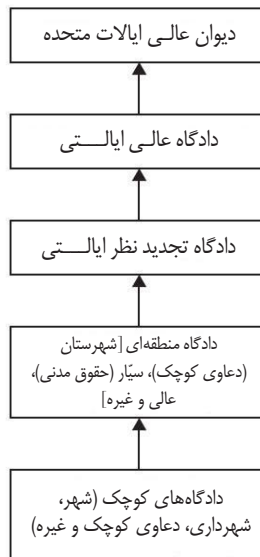 دیوان عالی ایالات متحده
دادگاه عالی ایالتی
دادگاه تجدید نظر ایالتی
دادگاه منطقه‌ای [شهرستان
(دعاوی کوچک)، سیّار (حقوق مدنی)،
عالی و غیره]
دادگاه‌های کوچک (شهر،
شهرداری، دعاوی کوچک و غیره)